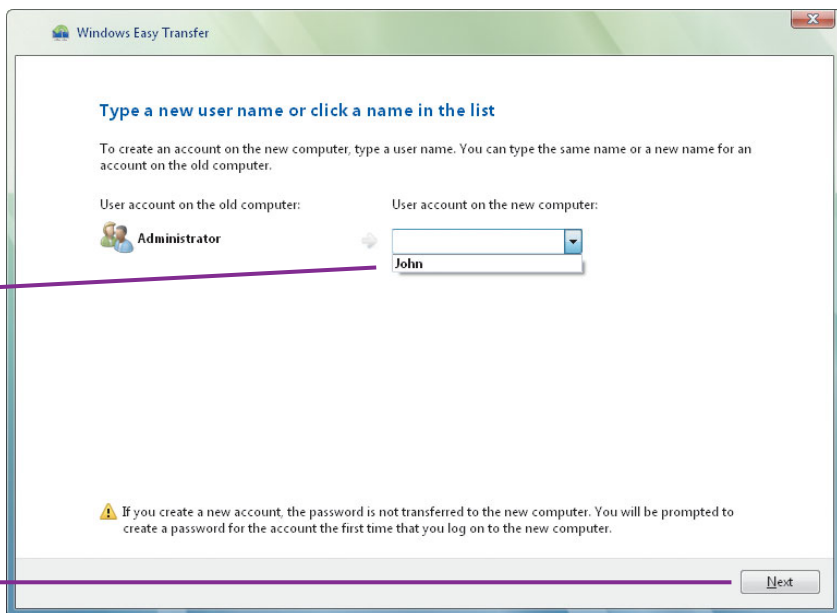 Windows Easy Transfer
Type a new user name or click a name in the list
To create an account on the new computer, type a user name. You can type the same name or a new name for an
account on the old computer.
User account on the old computer: User account on the new computer:
Administrator
John
If you create a new account, the password is not transferred to the new computer. You will be prompted to
create a password for the account the first time that you log on to the new computer.
Next